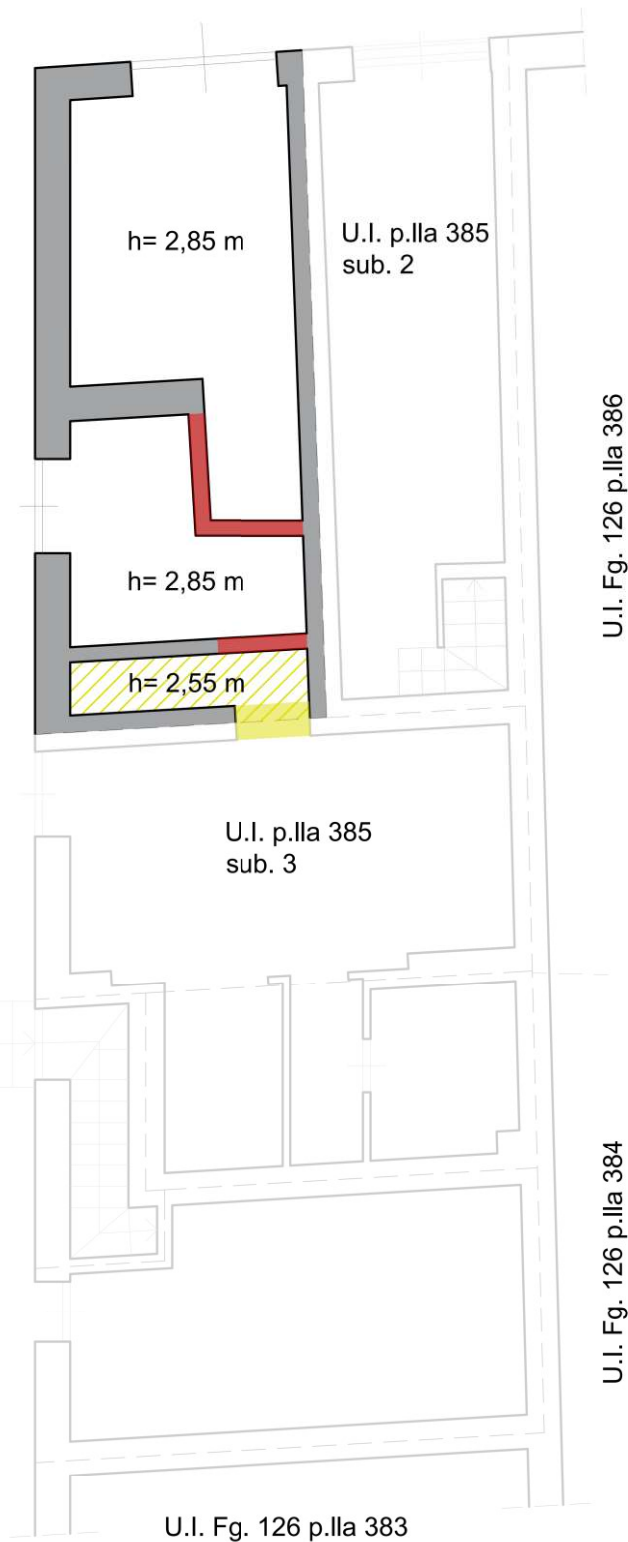 h= 2,85 m
U.I. p.lla 385
sub. 2
U.I. Fg. 126 p.lla 386
h= 2,85 m
h= 2,55 m
U.I. p.lla 385
sub. 3
U.I. Fg. 126 p.lla 384
U.I. Fg. 126 p.lla 383